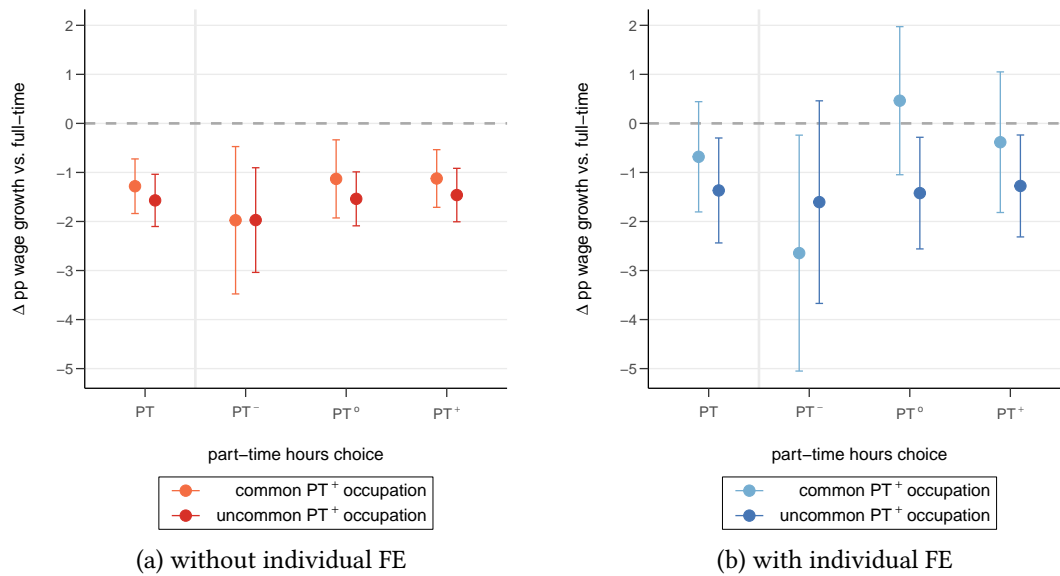 Δ pp wage growth vs. full−time
2
1
0
−1
−2
−3
−4
−5
PT
PT⁻
PTº
PT⁺
part−time hours choice
common PT⁺ occupation
uncommon PT⁺ occupation
(a) without individual FE
Δ pp wage growth vs. full−time
2
1
0
−1
−2
−3
−4
−5
PT
PT⁻
PTº
PT⁺
part−time hours choice
common PT⁺ occupation
uncommon PT⁺ occupation
(b) with individual FE